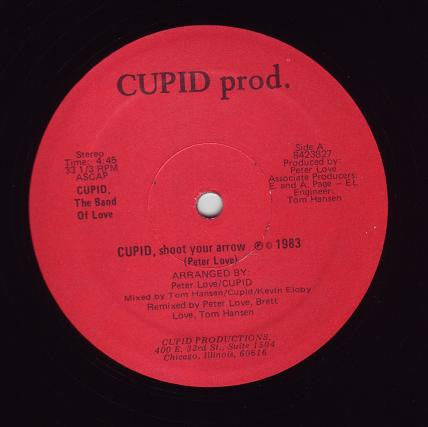 CUPID prod.
Stereo
Time: 4:45
33 1/3 RPM
ASCAP
CUPID,
The Band
Of Love
Side A
6423827
Produced by:
Peter Love
Associate Producers:
E. and A. Page - EL
Engineer:
Tom Hansen
CUPID, shoot your arrow ℗ © 1983
(Peter Love)
ARRANGED BY:
Peter Love/CUPID
Mixed by Tom Hansen/Cupid/Kevin Eloby
Remixed by Peter Love, Brett
Love, Tom Hansen
CUPID PRODUCTIONS,
400 E. 33rd St., Suite 1504
Chicago, Illinois, 60616